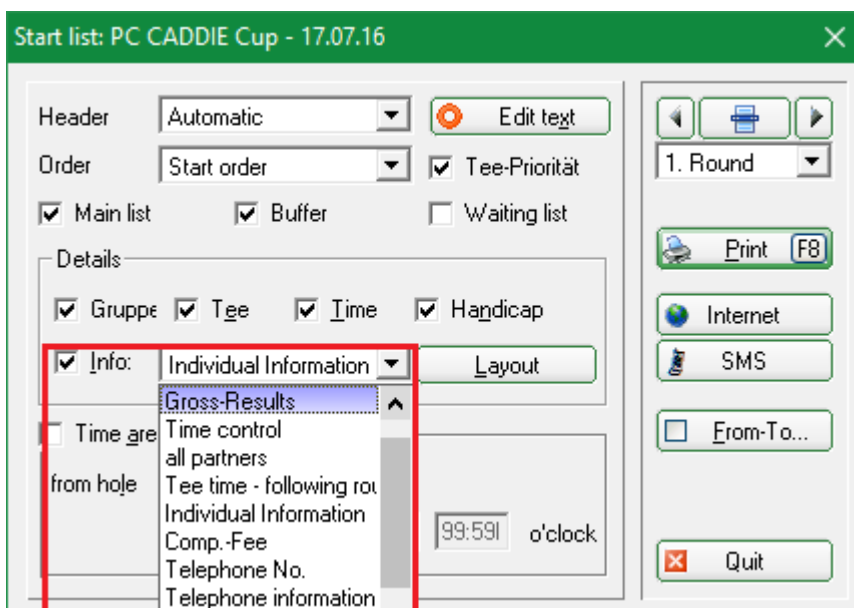 Start list: PC CADDIE Cup - 17.07.16
Header Automatic Edit text
Order Start order Tee-Priorität
Main list Buffer Waiting list
Details
Gruppe Tee Time Handicap
Info: Individual Information Layout
Gross-Results
Time are
Time control
all partners
from hole
Tee time - following rou
Individual Information
99:59 o'clock
Comp.-Fee
Telephone No.
Telephone information
1. Round
Print F8
Internet
SMS
From-To...
Quit